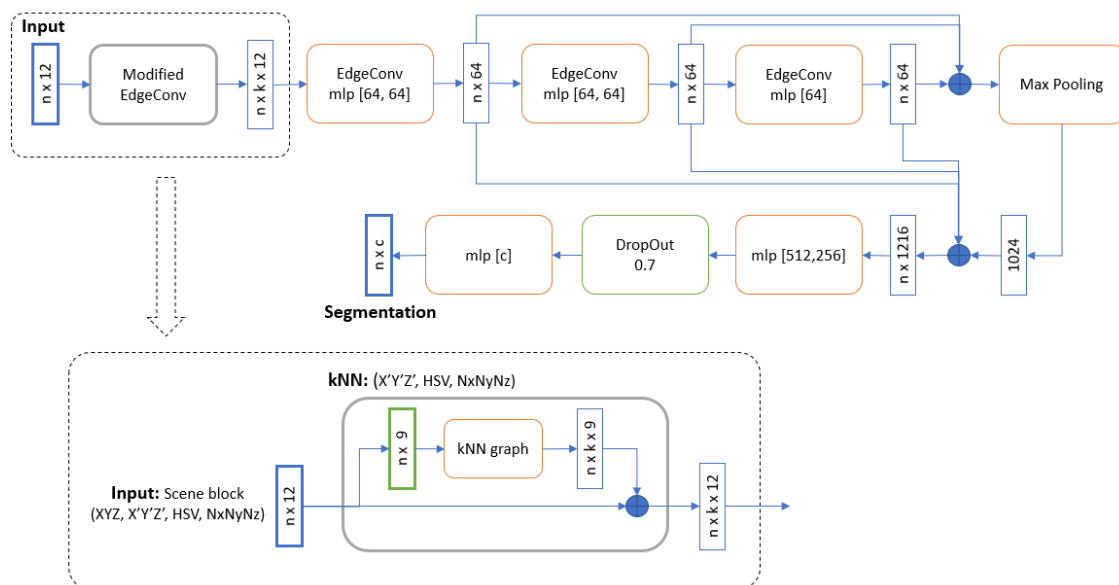 Input
n x 12
Modified
EdgeConv
n x k x 12
EdgeConv
mlp [64, 64]
n x 64
EdgeConv
mlp [64, 64]
n x 64
EdgeConv
mlp [64]
n x 64
Max Pooling
n x c
mlp [c]
DropOut
0.7
mlp [512,256]
n x 1216
1024
Segmentation
kNN: (X'Y'Z', HSV, NxNyNz)
n x 9
kNN graph
n x k x 9
Input: Scene block
(XYZ, X'Y'Z', HSV, NxNyNz)
n x 12
n x k x 12